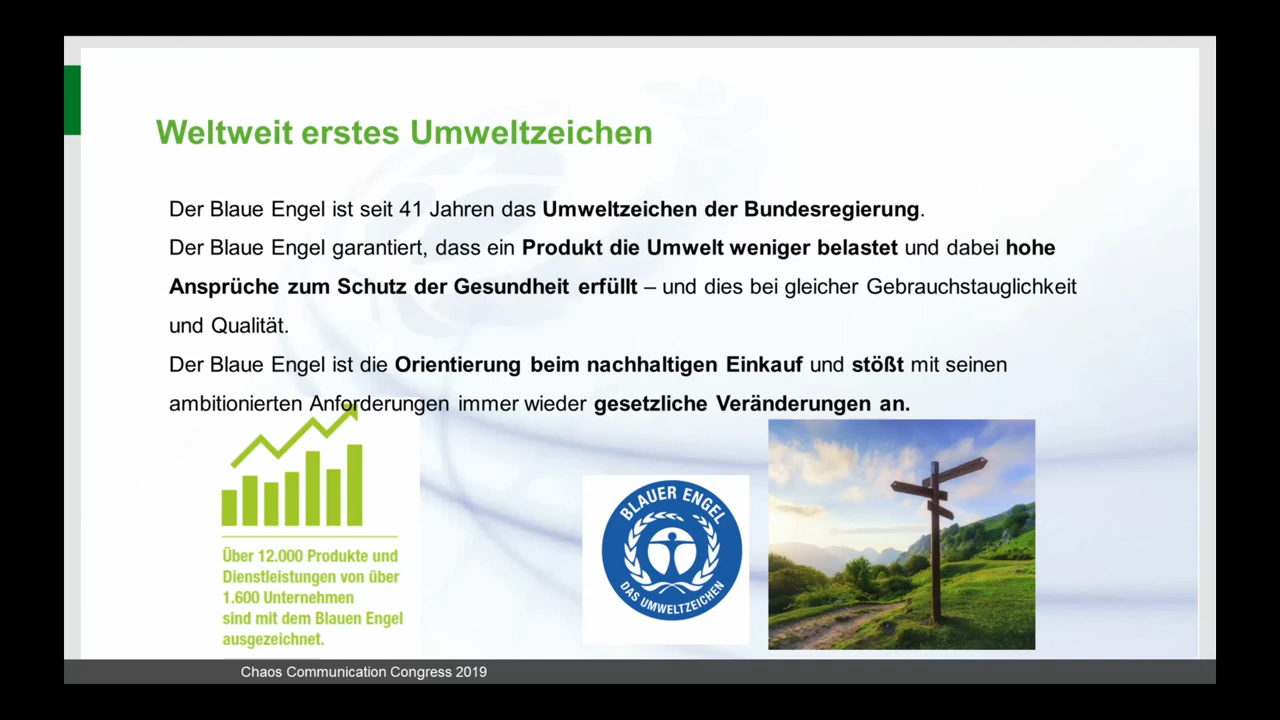 Weltweit erstes Umweltzeichen
Der Blaue Engel ist seit 41 Jahren das Umweltzeichen der Bundesregierung.
Der Blaue Engel garantiert, dass ein Produkt die Umwelt weniger belastet und dabei hohe
Ansprüche zum Schutz der Gesundheit erfüllt – und dies bei gleicher Gebrauchstauglichkeit
und Qualität.
Der Blaue Engel ist die Orientierung beim nachhaltigen Einkauf und stößt mit seinen
ambitionierten Anforderungen immer wieder gesetzliche Veränderungen an.
Über 12.000 Produkte und
Dienstleistungen von über
1.600 Unternehmen
sind mit dem Blauen Engel
ausgezeichnet.
BLAUER ENGEL
DAS UMWELTZEICHEN
Chaos Communication Congress 2019